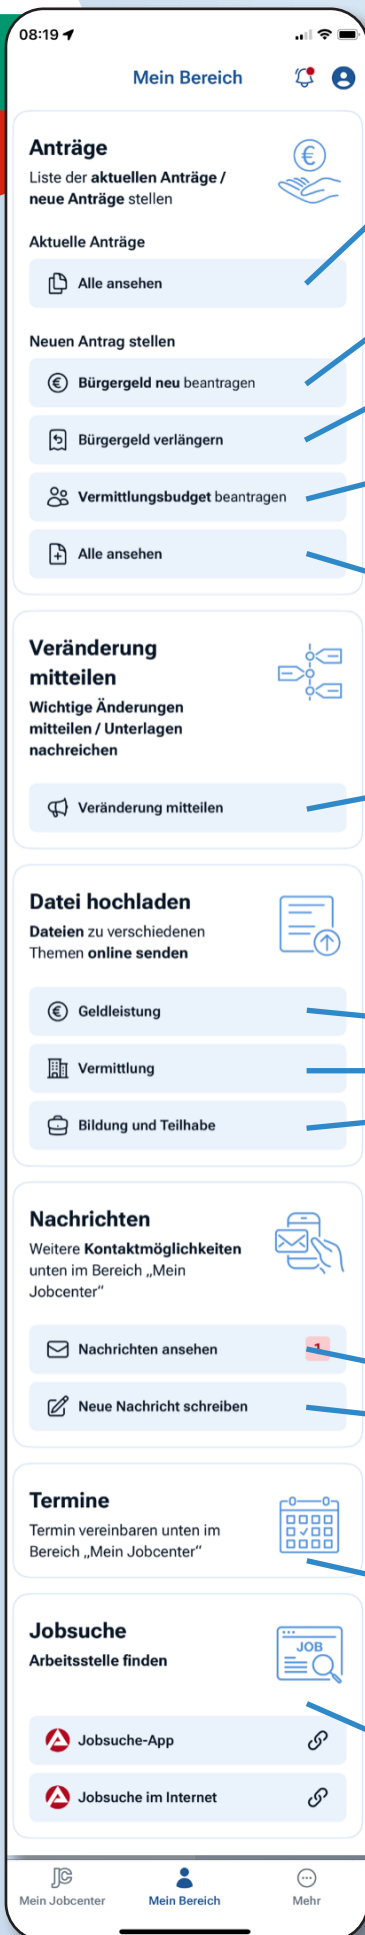 08:19
Mein Bereich
Anträge
Liste der aktuellen Anträge /
neue Anträge stellen
Aktuelle Anträge
Alle ansehen
Neuen Antrag stellen
Bürgergeld neu beantragen
Bürgergeld verlängern
Vermittlungsbudget beantragen
Alle ansehen
Veränderung
mitteilen
Wichtige Änderungen
mitteilen / Unterlagen
nachreichen
Veränderung mitteilen
Datei hochladen
Dateien zu verschiedenen
Themen online senden
Geldleistung
Vermittlung
Bildung und Teilhabe
Nachrichten
Weitere Kontaktmöglichkeiten
unten im Bereich „Mein
Jobcenter“
Nachrichten ansehen 1
Neue Nachricht schreiben
Termine
Termin vereinbaren unten im
Bereich „Mein Jobcenter“
Jobsuche
Arbeitsstelle finden
JOB
Jobsuche-App
Jobsuche im Internet
JC
Mein Jobcenter Mein Bereich Mehr